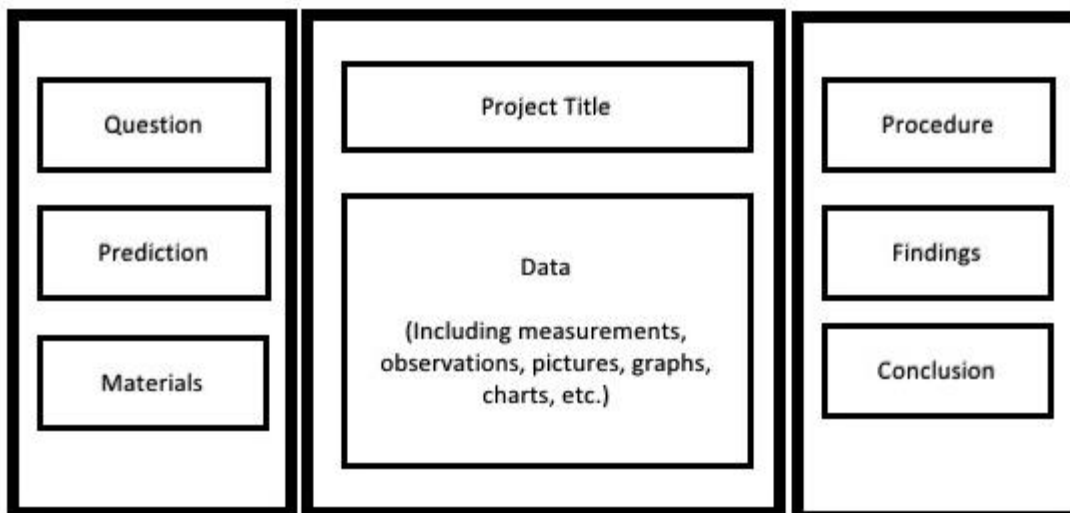 Question
Prediction
Materials
Project Title
Data
(Including measurements,
observations, pictures, graphs,
charts, etc.)
Procedure
Findings
Conclusion